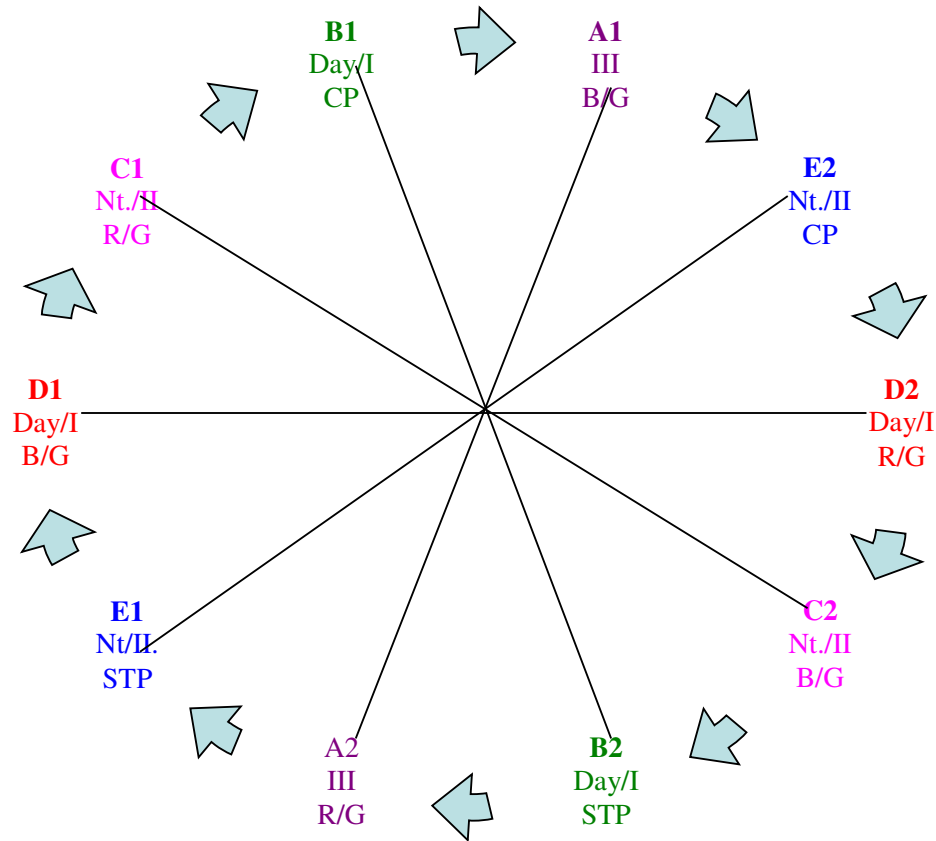 B1
Day/I
CP
A1
III
B/G
E2
Nt./II
CP
D2
Day/I
R/G
C2
Nt./II
B/G
B2
Day/I
STP
A2
III
R/G
E1
Nt/II.
STP
D1
Day/I
B/G
C1
Nt./II
R/G